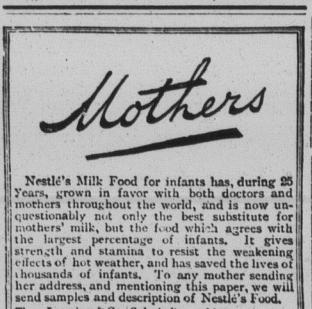 Mothers
Nestlé's Milk Food for infants has, during 25
years, grown in favor with both doctors and
mothers throughout the world, and is now un-
questionably not only the best substitute for
mothers' milk, but the food which agrees with
the largest percentage of infants. It gives
strength and stamina to resist the weakening
effects of hot weather, and has saved the lives of
thousands of infants. To any mother sending
her address, and mentioning this paper, we will
send samples and description of Nestlé's Food.